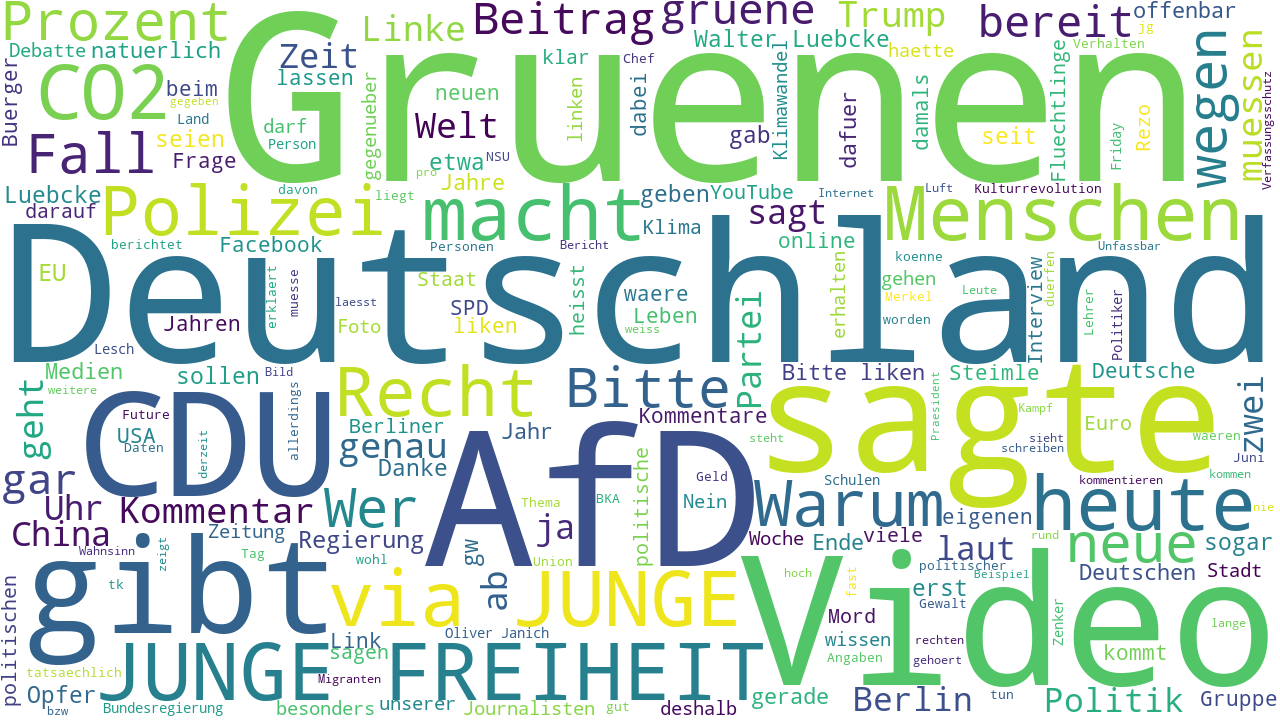 Prozent
Debatte natuerlich
CO2
beim
gegeben
Land
Buerger
Fall
seien
Frage
Gruenen
Zeit
lassen
darf
Person
gegenueber
Linke
neuen
Welt
etwa
NSU
Jahre
pro
Beitrag
klar
linken
Chef
dabei
gruene
Walter
gab
Klimawandel
Trump
Luebcke
haette
dafuer
damals
bereit
offenbar
jg
seit
Fluechtlinge
Verhalten
Friday
Rezo
wegen
muessen
Verfassungsschutz
Luebcke
darauf
Polizei
davon
liegt
macht
geben
YouTube
sagt
Internet
Luft
Kulturrevolution
Menschen
berichtet
Facebook
Personen
Bericht
Klima
online
koenne
Unfassbar
EU
Deutschland
erklaert
muesse
laesst
Staat
Foto
Jahren
SPD
liken
heisst
waere
Leben
weiss
Partei
erhalten
gehen
Merkel
worden
Leute
Interview
duerfen
Lehrer
Politiker
Lesch
Medien
weitere
sollen
Bild
Recht
Bitte
Bitte liken
Steimle
Deutsche
geht
CDU
Future
USA
Daten
derzeit
allerdings
Berliner
genau
Danke
Jahr
AfD
Kommentare
steht
sagte
Praesident
Kampf
Euro
sieht
schreiben
waeren
Juni
zwei
gar
Uhr
Kommentar
Wer
Thema
BKA
politische
Geld
Nein
Warum
Schulen
kommentieren
kommen
heute
nie
China
Wahnsinn
Zeitung
Regierung
ja
Woche
Ende
viele
eigenen
laut
rund
neue
sogar
gibt
zeigt
Tag
tk
wohl
gw
ab
Union
hoch
fast
erst
politischer
Beispiel
Deutschen
Stadt
politischen
via
JUNGE
Video
Mord
Gewalt
wissen
rechten
Angaben
gehoert
Zenker
kommt
lange
Link
Oliver Janich
sagen
tatsaechlich
Opfer
bzw
JUNGE FREIHEIT
Migranten
Bundesregierung
besonders
unserer
Journalisten
gut
deshalb
gerade
Berlin
tun
Politik
Gruppe